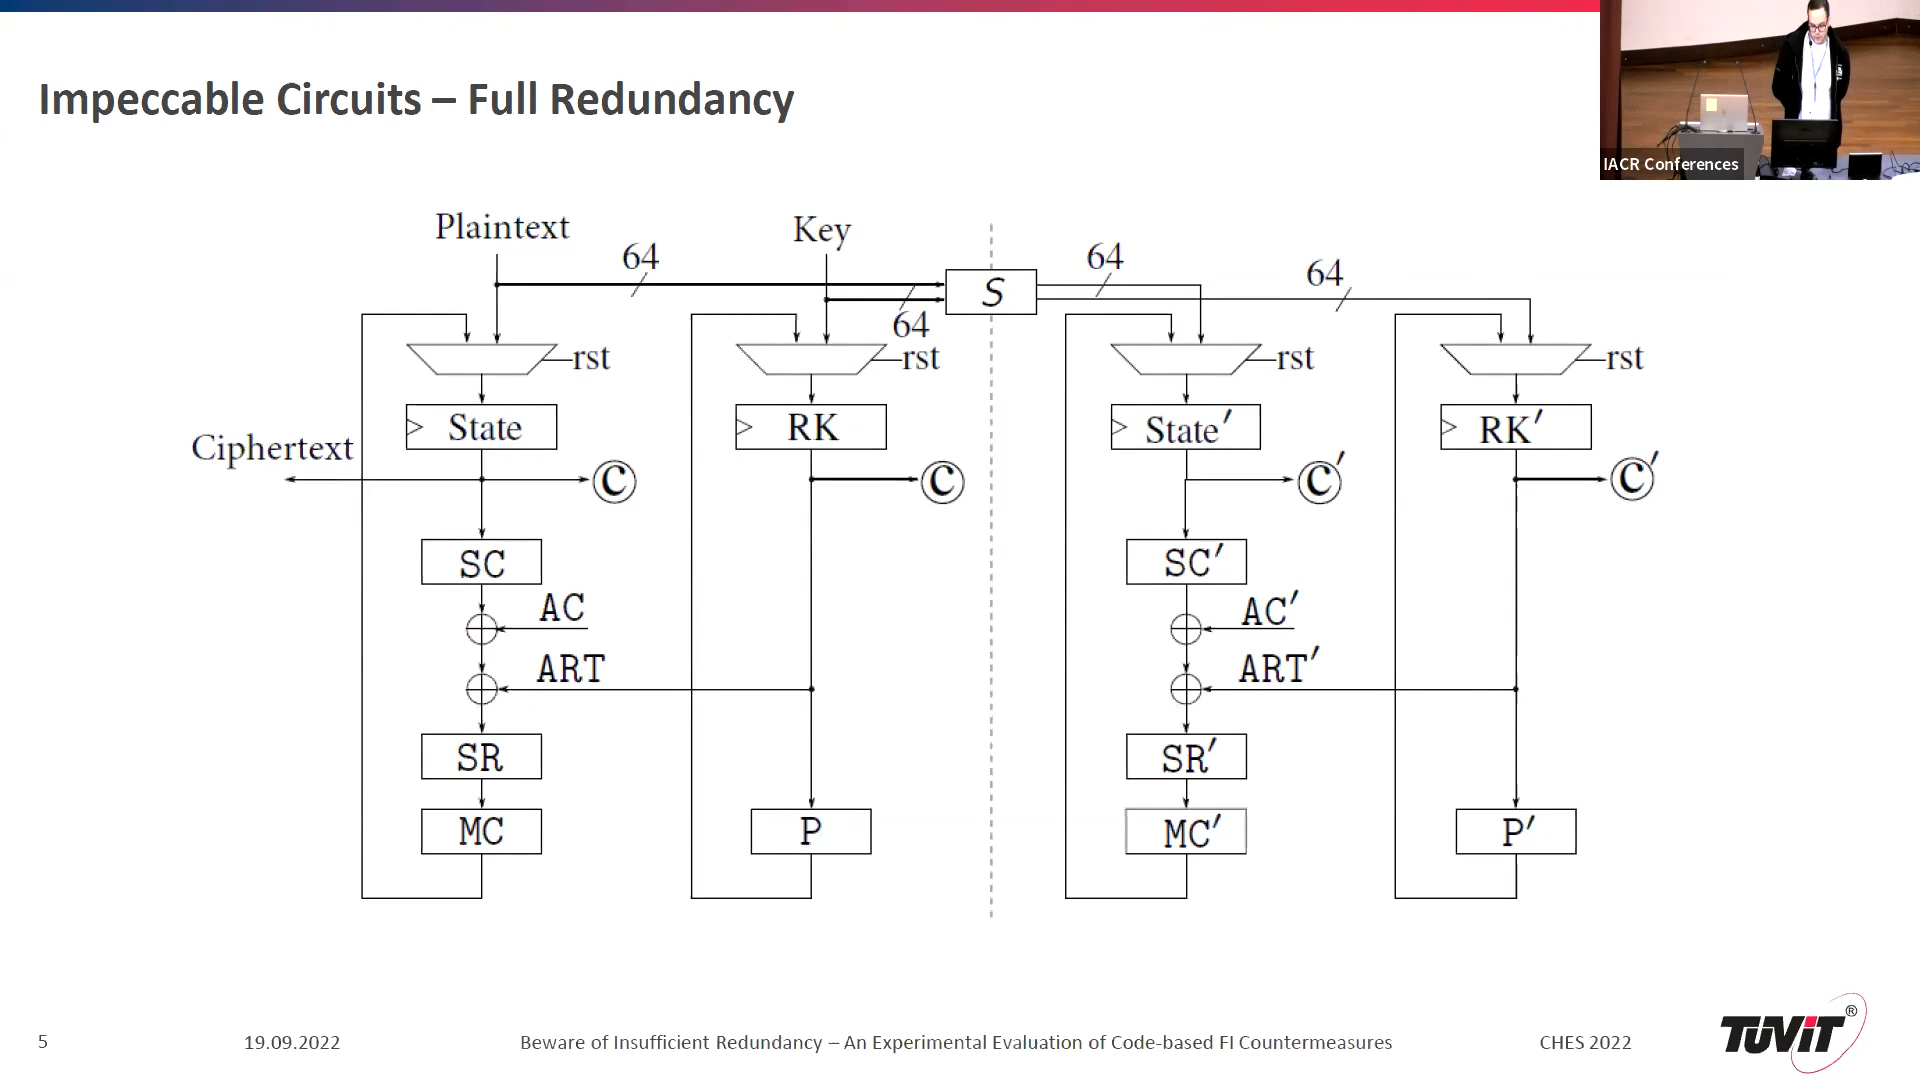 Impeccable Circuits – Full Redundancy
IACR Conferences
Plaintext
Key
64
64
64
64
S
rst
rst
rst
rst
State
RK
State′
RK′
Ciphertext
C
C
C′
C′
SC
SC′
AC
AC′
ART
ART′
SR
SR′
MC
P
MC′
P′
5
19.09.2022
Beware of Insufficient Redundancy – An Experimental Evaluation of Code-based FI Countermeasures
CHES 2022
TÜViT®